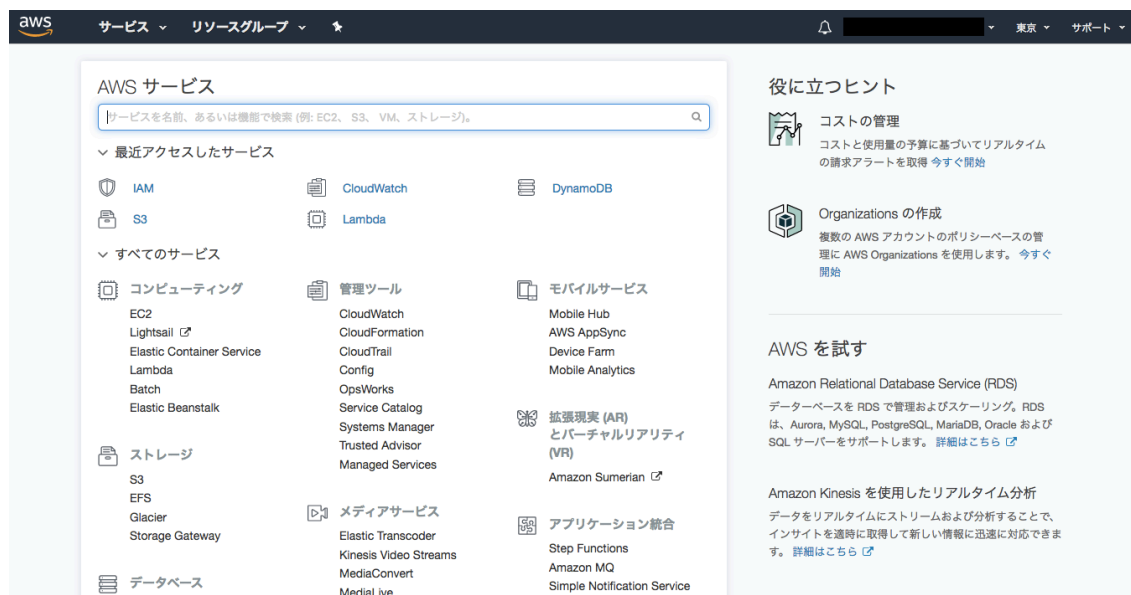 aws
サービス
リソースグループ
東京
サポート
AWS サービス
サービスを名前、あるいは機能で検索 (例: EC2、 S3、 VM、ストレージ)。
最近アクセスしたサービス
IAM
CloudWatch
DynamoDB
S3
Lambda
すべてのサービス
コンピューティング
EC2
Lightsail
Elastic Container Service
Lambda
Batch
Elastic Beanstalk
ストレージ
S3
EFS
Glacier
Storage Gateway
データベース
管理ツール
CloudWatch
CloudFormation
CloudTrail
Config
OpsWorks
Service Catalog
Systems Manager
Trusted Advisor
Managed Services
メディアサービス
Elastic Transcoder
Kinesis Video Streams
MediaConvert
MediaLive
モバイルサービス
Mobile Hub
AWS AppSync
Device Farm
Mobile Analytics
拡張現実 (AR)
とバーチャルリアリティ
(VR)
Amazon Sumerian
アプリケーション統合
Step Functions
Amazon MQ
Simple Notification Service
役に立つヒント
コストの管理
コストと使用量の予算に基づいてリアルタイム
の請求アラートを取得 今すぐ開始
Organizations の作成
複数の AWS アカウントのポリシーベースの管
理に AWS Organizations を使用します。 今すぐ
開始
AWS を試す
Amazon Relational Database Service (RDS)
データーベースを RDS で管理およびスケーリング。RDS
は、Aurora, MySQL, PostgreSQL, MariaDB, Oracle および
SQL サーバーをサポートします。 詳細はこちら
Amazon Kinesis を使用したリアルタイム分析
データをリアルタイムにストリームおよび分析することで、
インサイトを適時に取得して新しい情報に迅速に対応できま
す。 詳細はこちら